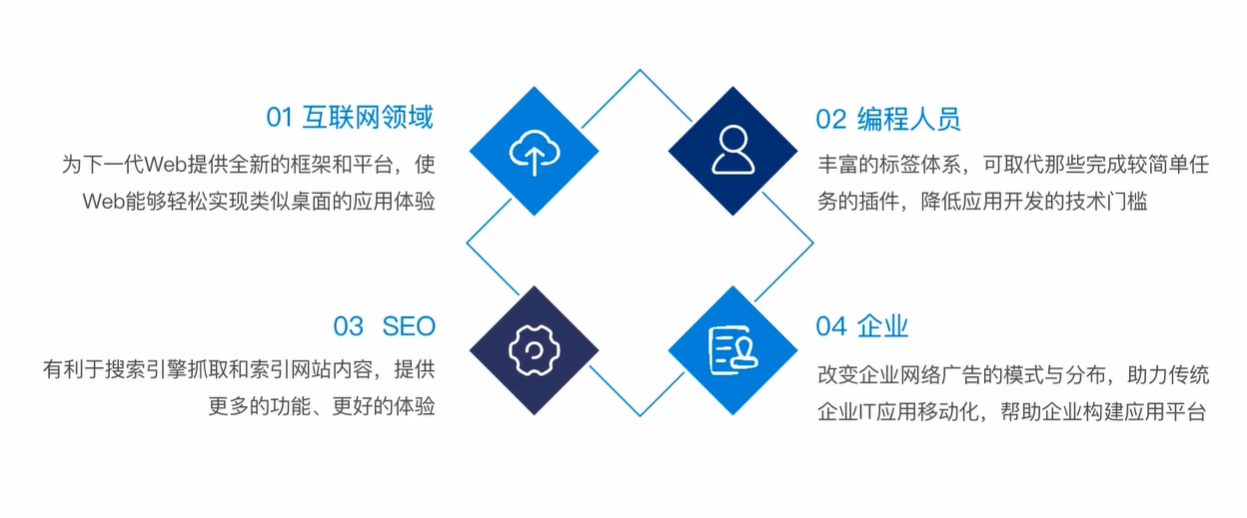 01 互联网领域
为下一代Web提供全新的框架和平台，使
Web能够轻松实现类似桌面的应用体验
02 编程人员
丰富的标签体系，可取代那些完成较简单任
务的插件，降低应用开发的技术门槛
03 SEO
有利于搜索引擎抓取和索引网站内容，提供
更多的功能、更好的体验
04 企业
改变企业网络广告的模式与分布，助力传统
企业IT应用移动化，帮助企业构建应用平台